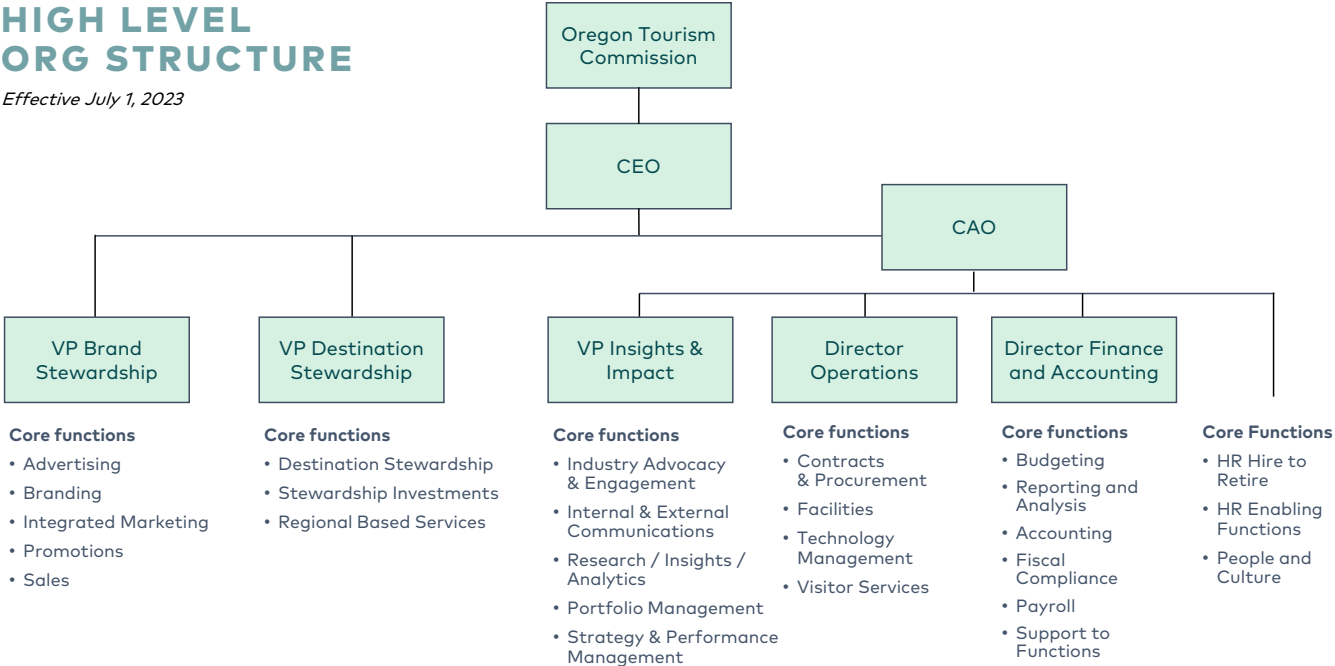 HIGH LEVEL
ORG STRUCTURE
Effective July 1, 2023
Oregon Tourism
Commission
CEO
CAO
VP Brand
Stewardship
VP Destination
Stewardship
VP Insights &
Impact
Director
Operations
Director Finance
and Accounting
Core functions
• Advertising
• Branding
• Integrated Marketing
• Promotions
• Sales
Core functions
• Destination Stewardship
• Stewardship Investments
• Regional Based Services
Core functions
• Industry Advocacy
& Engagement
• Internal & External
Communications
• Research / Insights /
Analytics
• Portfolio Management
• Strategy & Performance
Management
Core functions
• Contracts
& Procurement
• Facilities
• Technology
Management
• Visitor Services
Core functions
• Budgeting
• Reporting and
Analysis
• Accounting
• Fiscal
Compliance
• Payroll
• Support to
Functions
Core Functions
• HR Hire to
Retire
• HR Enabling
Functions
• People and
Culture